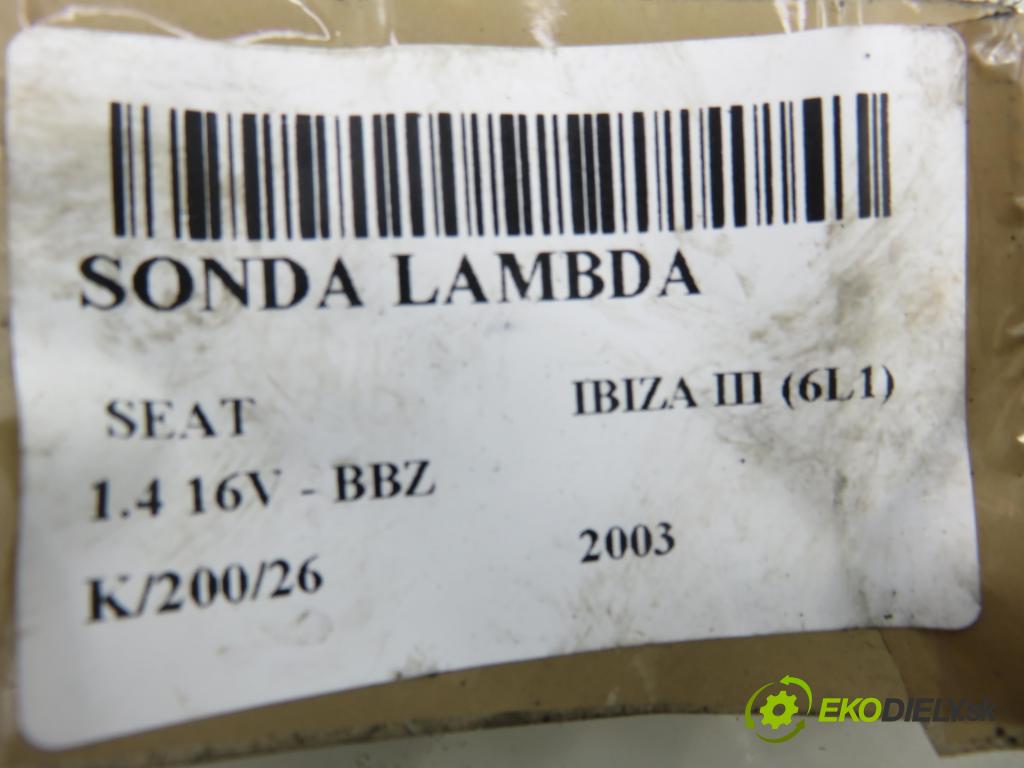 SONDA LAMBDA
SEAT IBIZA III (6L1)
1.4 16V - BBZ
K/200/26 2003
EKODIELY.sk